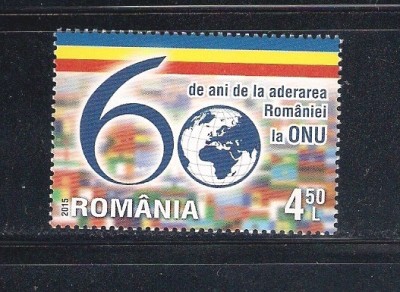 60
de ani de la aderarea
României
la ONU
2015
ROMÂNIA
4 50
L